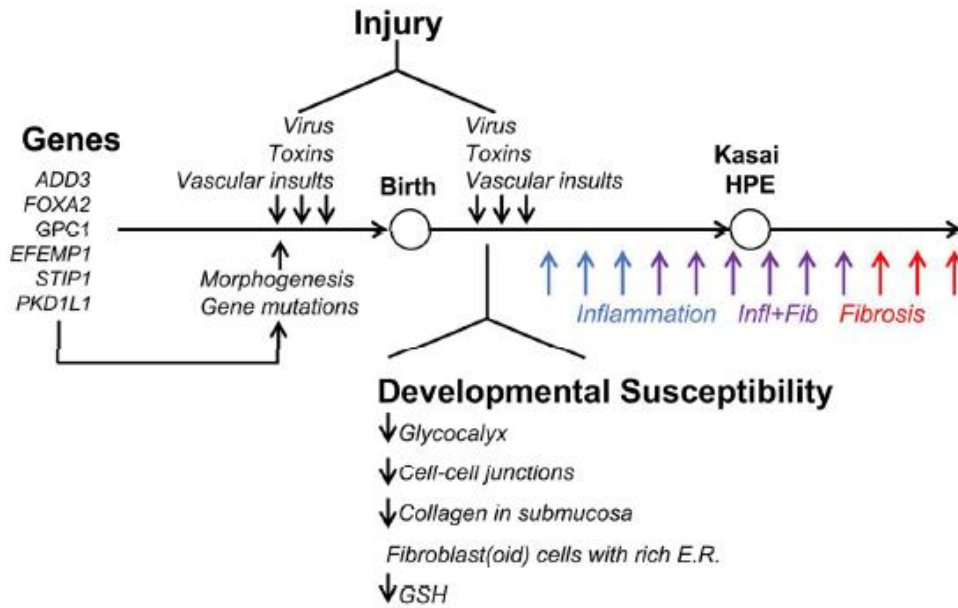 Injury
Virus
Toxins
Vascular insults
Virus
Toxins
Vascular insults
Genes
ADD3
FOXA2
GPC1
EFEMP1
STIP1
PKD1L1
Birth
Kasai
HPE
Morphogenesis
Gene mutations
Inflammation
Infl+Fib
Fibrosis
Developmental Susceptibility
Glycocalyx
Cell-cell junctions
Collagen in submucosa
Fibroblast(oid) cells with rich E.R.
GSH